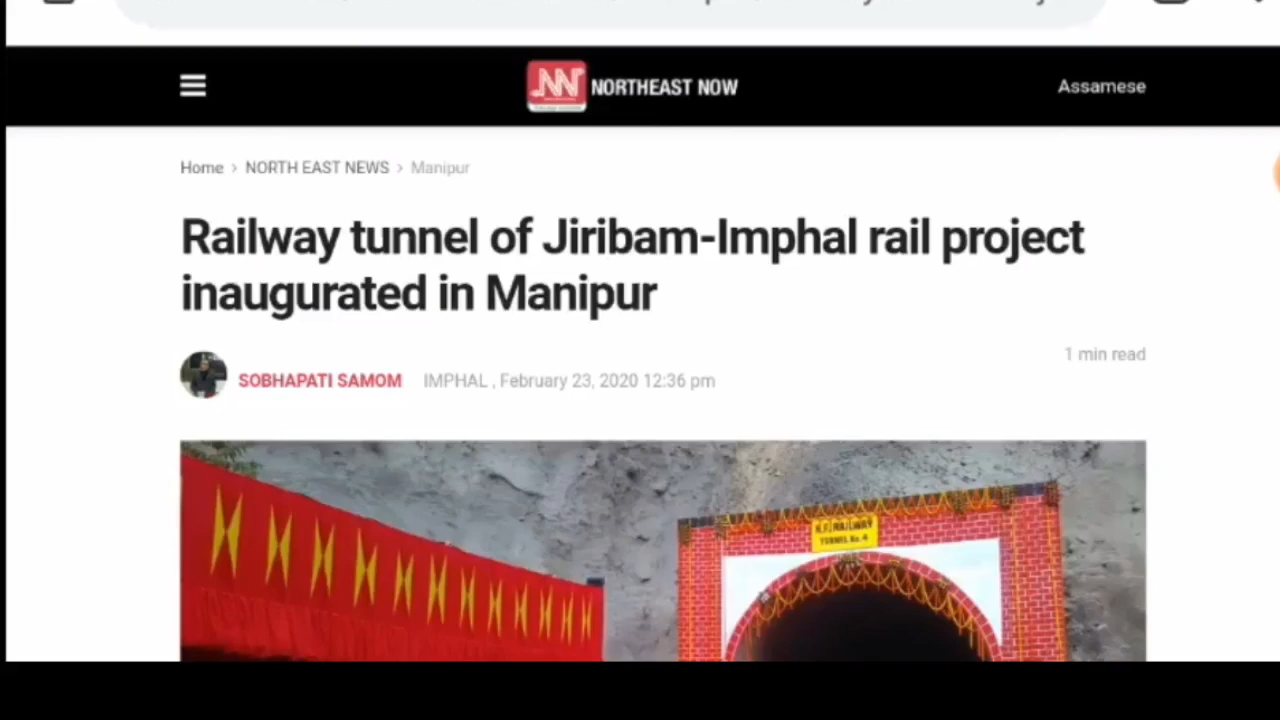 NN NORTHEAST NOW
Assamese
Home > NORTH EAST NEWS > Manipur
Railway tunnel of Jiribam-Imphal rail project
inaugurated in Manipur
1 min read
SOBHAPATI SAMOM IMPHAL , February 23, 2020 12:36 pm
N.F. RAILWAY
TUNNEL No. 4